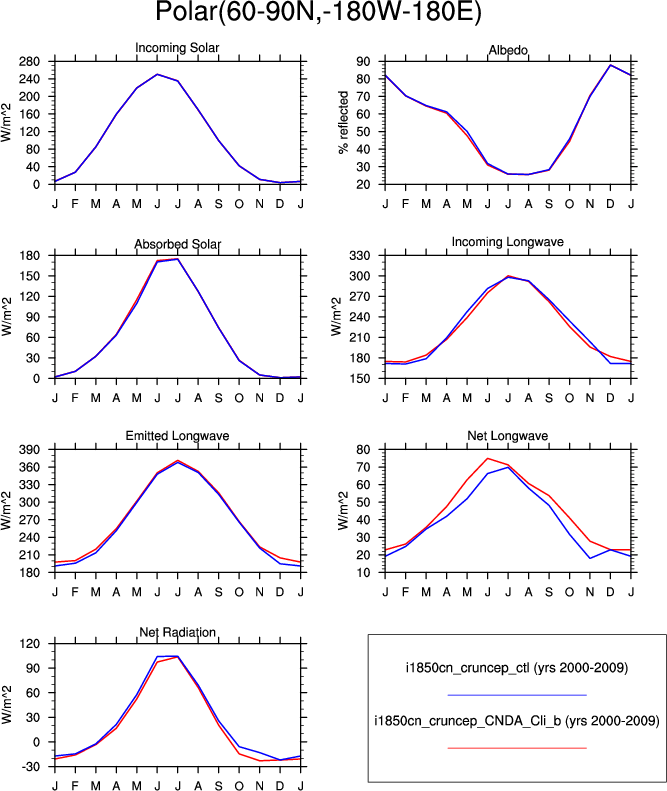 Polar(60-90N,-180W-180E)
Incoming Solar
W/m^2
280
240
200
160
120
80
40
0
J F M A M J J A S O N D J
Albedo
% reflected
90
80
70
60
50
40
30
20
J F M A M J J A S O N D J
Absorbed Solar
W/m^2
180
150
120
90
60
30
0
J F M A M J J A S O N D J
Incoming Longwave
W/m^2
330
300
270
240
210
180
150
J F M A M J J A S O N D J
Emitted Longwave
W/m^2
390
360
330
300
270
240
210
180
J F M A M J J A S O N D J
Net Longwave
W/m^2
80
70
60
50
40
30
20
10
J F M A M J J A S O N D J
Net Radiation
W/m^2
120
90
60
30
0
-30
J F M A M J J A S O N D J
i1850cn_cruncep_ctl (yrs 2000-2009)
i1850cn_cruncep_CNDA_Cli_b (yrs 2000-2009)